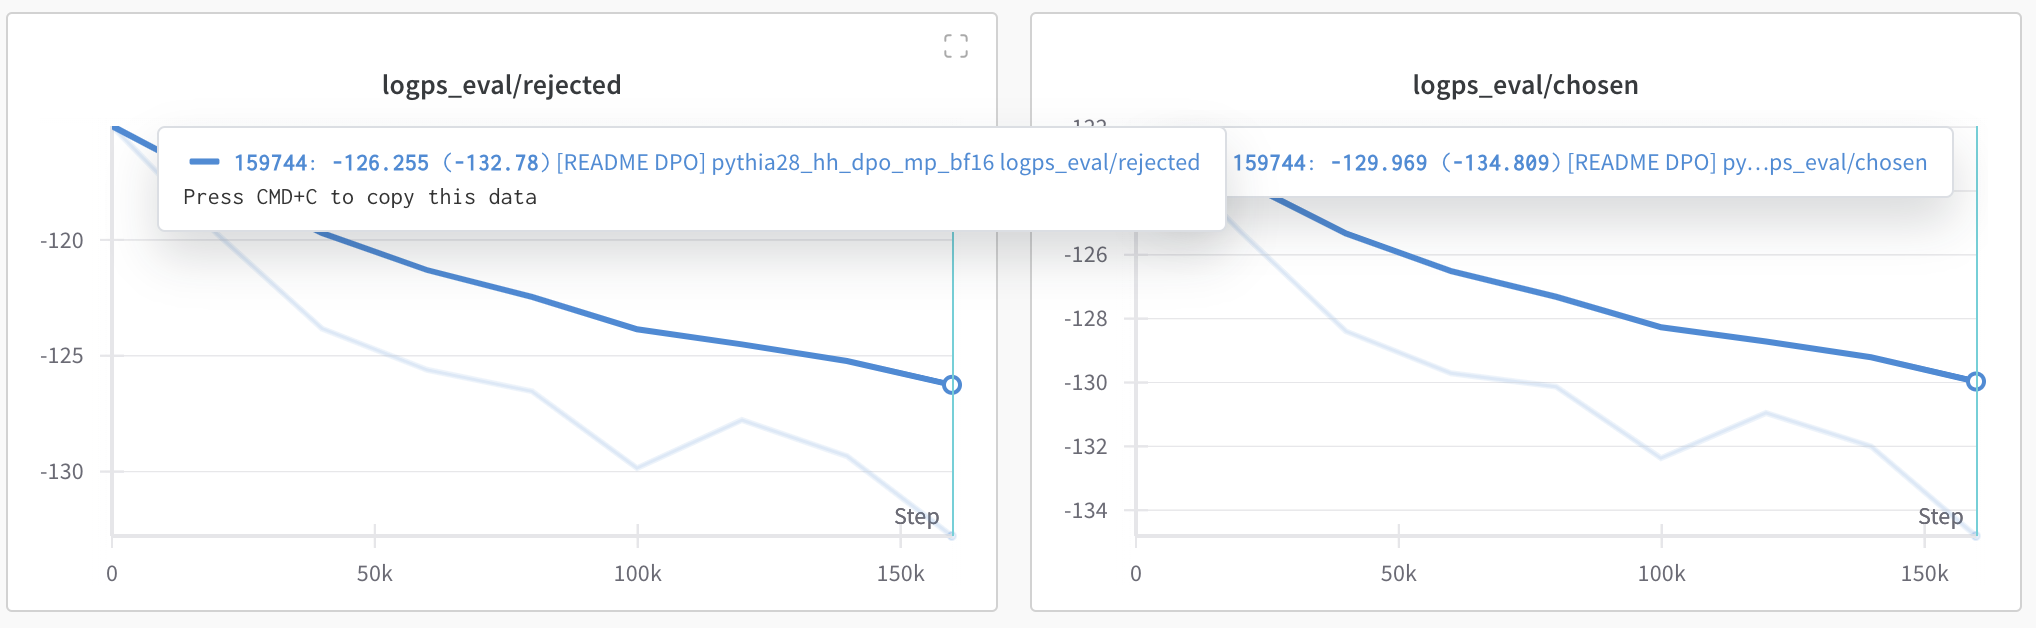 logps_eval/rejected
159744: -126.255 (-132.78) [README DPO] pythia28_hh_dpo_mp_bf16 logps_eval/rejected
Press CMD+C to copy this data
-120
-125
-130
Step
0 50k 100k 150k
logps_eval/chosen
159744: -129.969 (-134.809) [README DPO] py...ps_eval/chosen
-126
-128
-130
-132
-134
Step
0 50k 100k 150k